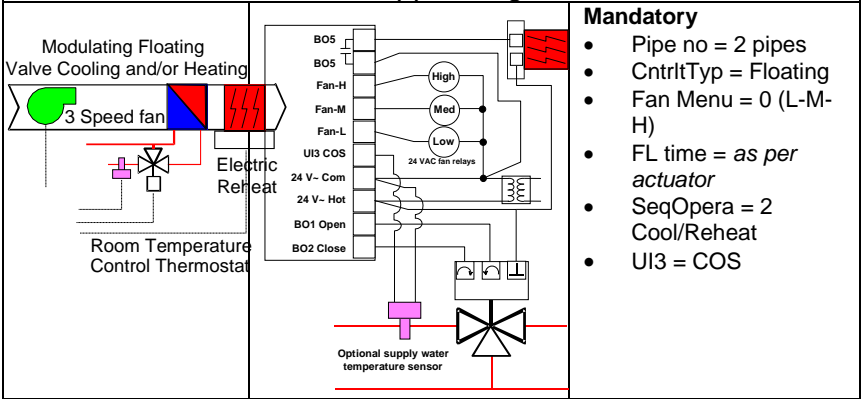 Modulating Floating
Valve Cooling and/or Heating
3 Speed fan
Electric
Reheat
Room Temperature
Control Thermostat
BO5
BO5
Fan-H
Fan-M
Fan-L
UI3 COS
24 V~ Com
24 V~ Hot
BO1 Open
BO2 Close
High
Med
Low
24 VAC fan relays
Optional supply water
temperature sensor
Mandatory
• Pipe no = 2 pipes
• CntrltTyp = Floating
• Fan Menu = 0 (L-M-
H)
• FL time = as per
actuator
• SeqOpera = 2
Cool/Reheat
• UI3 = COS